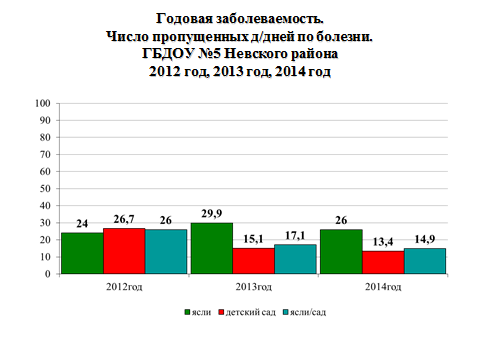 Годовая заболеваемость.
Число пропущенных д/дней по болезни.
ГБДОУ №5 Невского района
2012 год, 2013 год, 2014 год
100
90
80
70
60
50
40
30
20
10
0
24
26,7
26
29,9
15,1
17,1
26
13,4
14,9
2012год
2013год
2014год
ясли
детский сад
ясли/сад